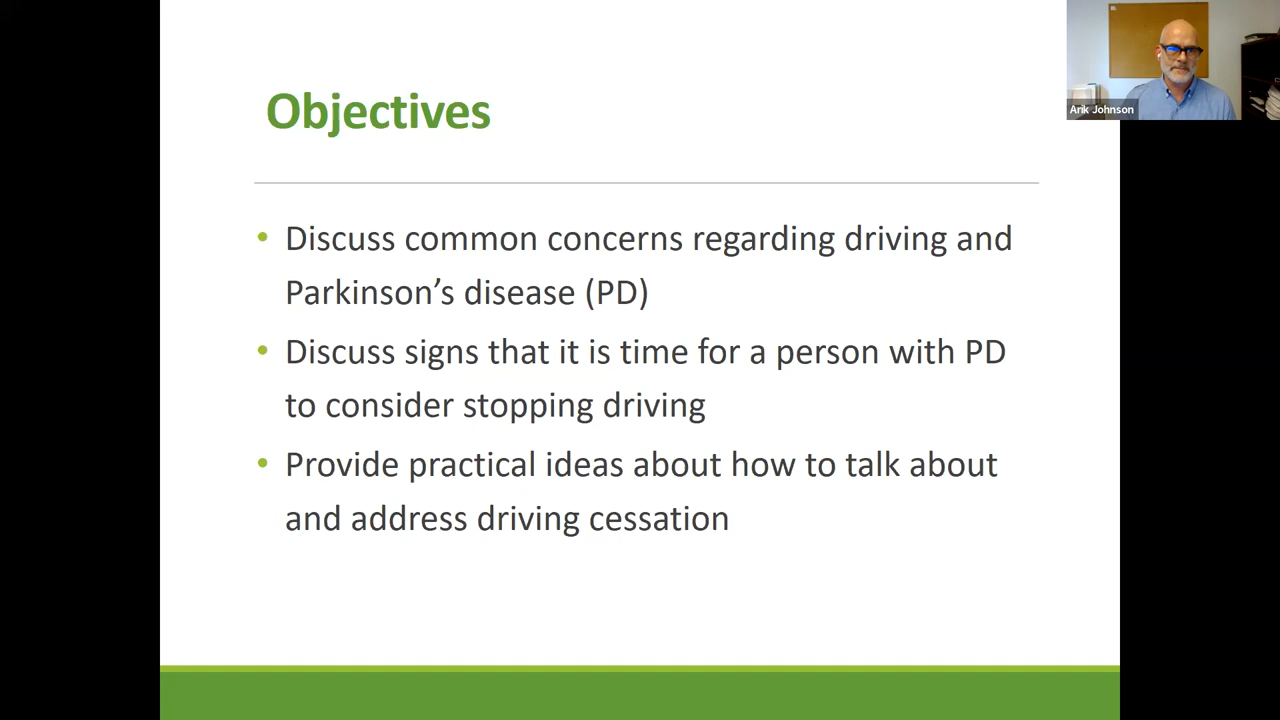 Objectives
Arik Johnson
• Discuss common concerns regarding driving and
Parkinson’s disease (PD)
• Discuss signs that it is time for a person with PD
to consider stopping driving
• Provide practical ideas about how to talk about
and address driving cessation